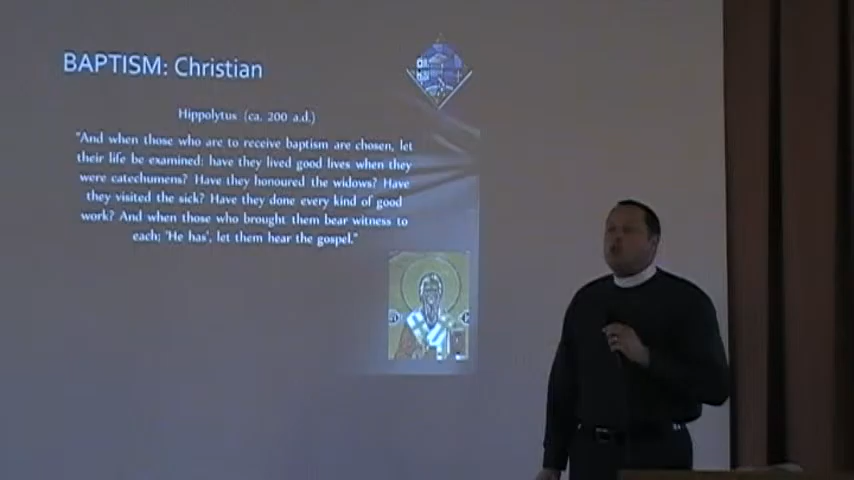 BAPTISM: Christian
Hippolytus (ca. 200 a.d.)
"And when those who are to receive baptism are chosen, let
their life be examined: have they lived good lives when they
were catechumens? Have they honoured the widows? Have
they visited the sick? Have they done every kind of good
work? And when those who brought them bear witness to
each; 'He has', let them hear the gospel."